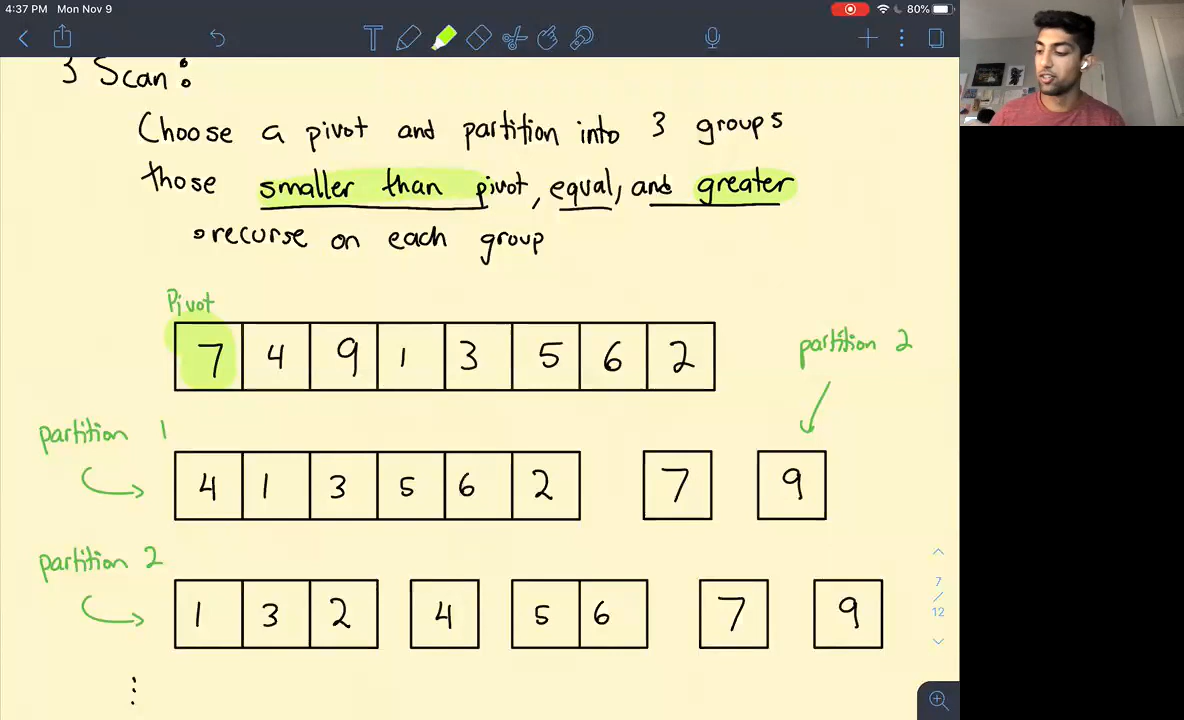 4:37 PM Mon Nov 9
80%
3 Scan:
Choose a pivot and partition into 3 groups
those smaller than pivot, equal, and greater
recurse on each group
Pivot
7 4 9 1 3 5 6 2
partition 2
partition 1
4 1 3 5 6 2 7 9
partition 2
1 3 2 4 5 6 7 9
7
/
12